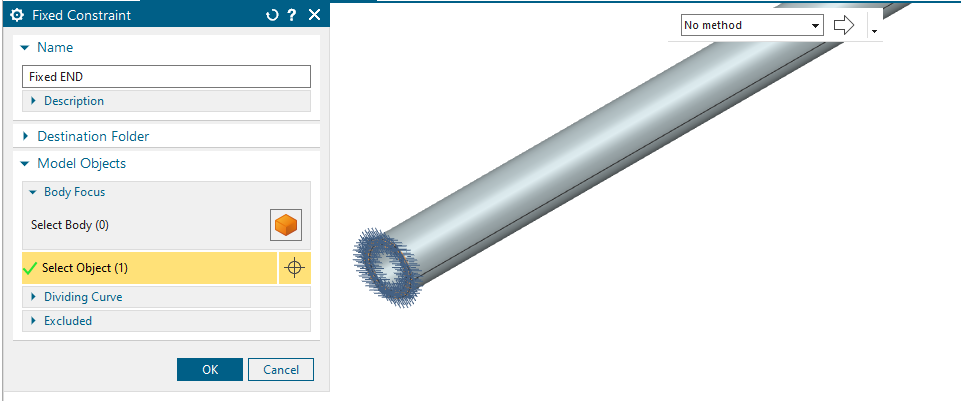 Fixed Constraint
Name
Fixed END
Description
Destination Folder
Model Objects
Body Focus
Select Body (0)
Select Object (1)
Dividing Curve
Excluded
OK Cancel
No method